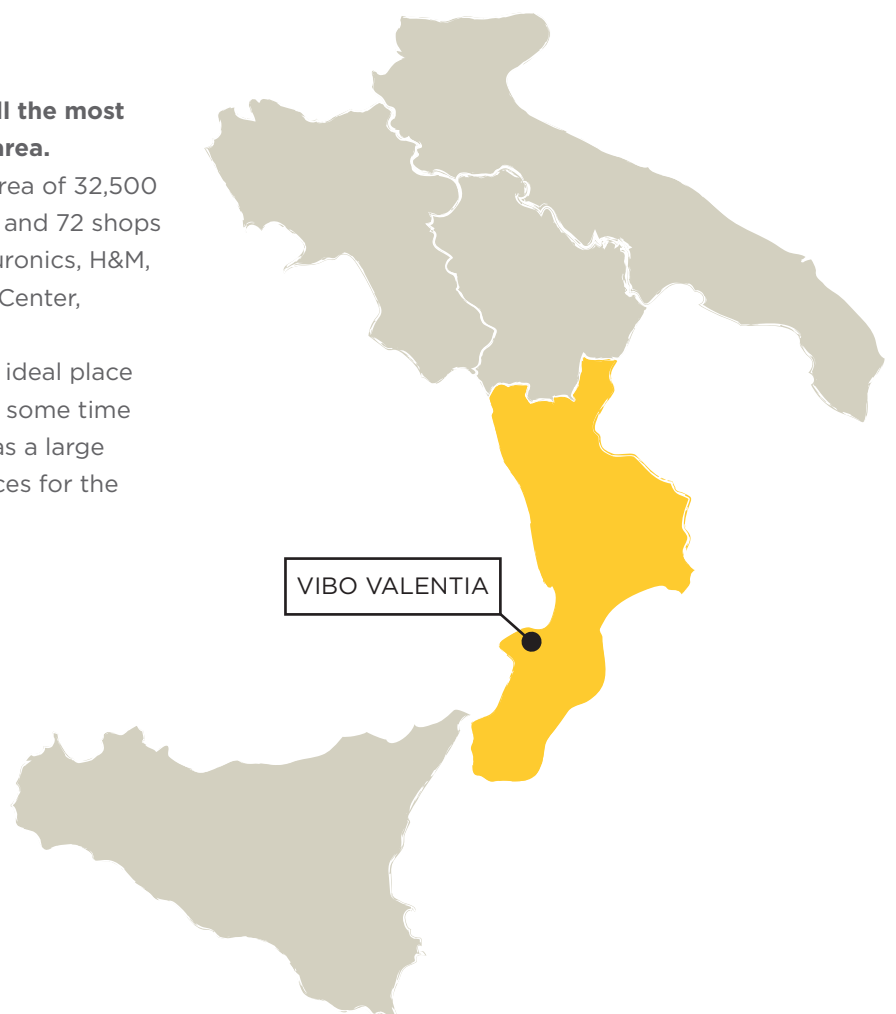 ll the most
area.
rea of 32,500
and 72 shops
uronics, H&M,
Center,
ideal place
some time
as a large
ces for the
VIBO VALENTIA